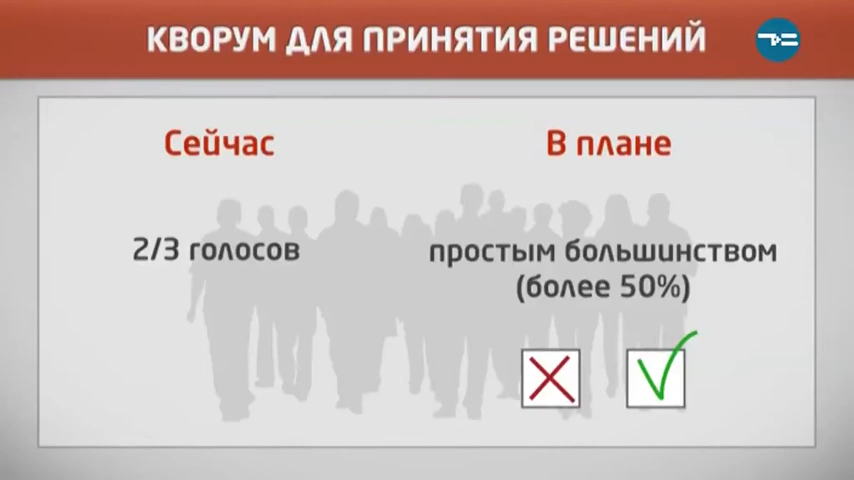 КВОРУМ ДЛЯ ПРИНЯТИЯ РЕШЕНИЙ
Сейчас
В плане
2/3 голосов
простым большинством
(более 50%)